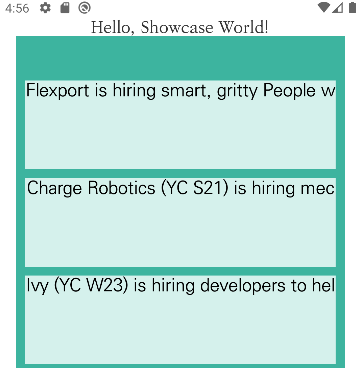 4:56
Hello, Showcase World!
Flexport is hiring smart, gritty People w
Charge Robotics (YC S21) is hiring mec
Ivy (YC W23) is hiring developers to hel